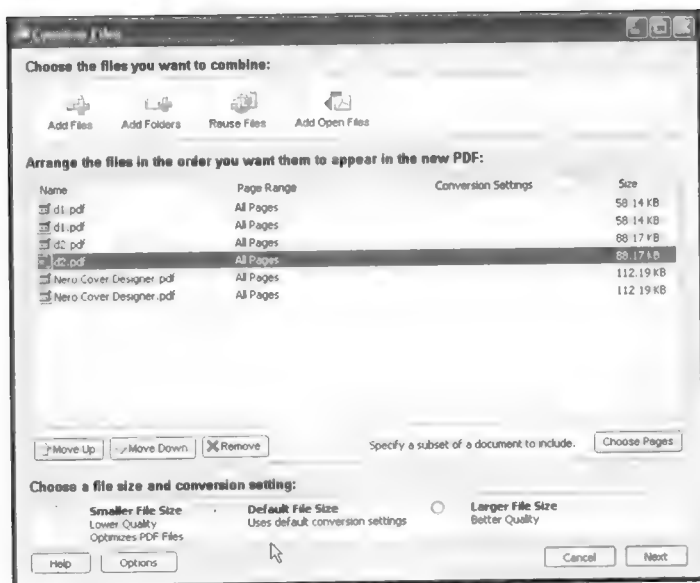 Combine Files
Choose the files you want to combine:
Add Files Add Folders Reuse Files Add Open Files
Arrange the files in the order you want them to appear in the new PDF:
Name Page Range Conversion Settings Size
d1.pdf All Pages 58.14 KB
d1.pdf All Pages 58.14 KB
d2.pdf All Pages 88.17 KB
d2.pdf All Pages 88.17 KB
Nero Cover Designer.pdf All Pages 112.19 KB
Nero Cover Designer.pdf All Pages 112.19 KB
Move Up Move Down Remove Specify a subset of a document to include. Choose Pages
Choose a file size and conversion setting:
Smaller File Size Default File Size Larger File Size
Lower Quality Uses default conversion settings Better Quality
Optimizes PDF Files
Help Options Cancel Next